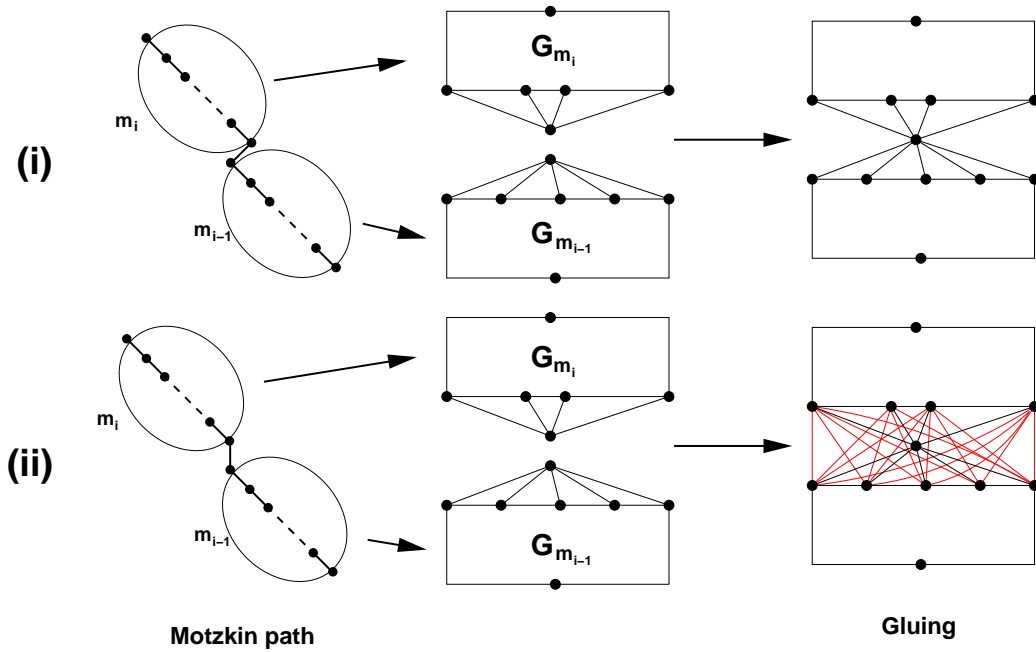 G_{m_i}
m_i
(i)
m_{i–1}
G_{m_{i–1}}
G_{m_i}
m_i
(ii)
m_{i–1}
G_{m_{i–1}}
Motzkin path
Gluing